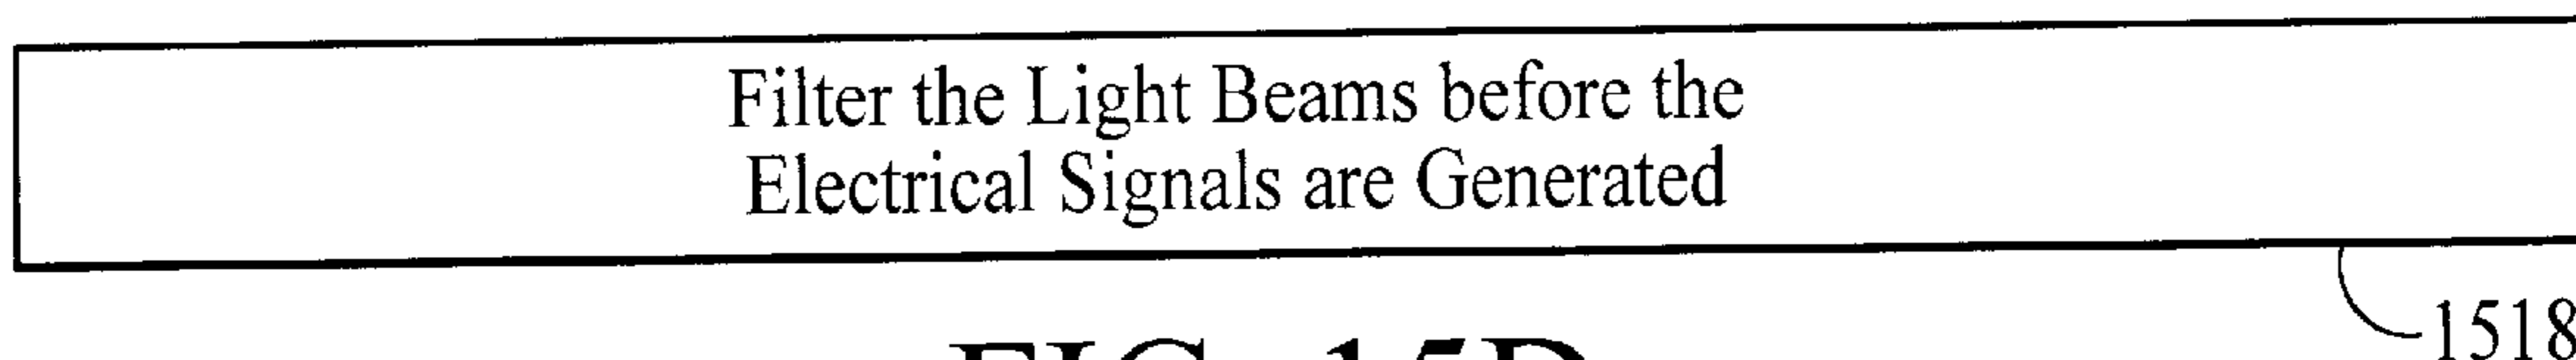 Filter the Light Beams before the
Electrical Signals are Generated
1518